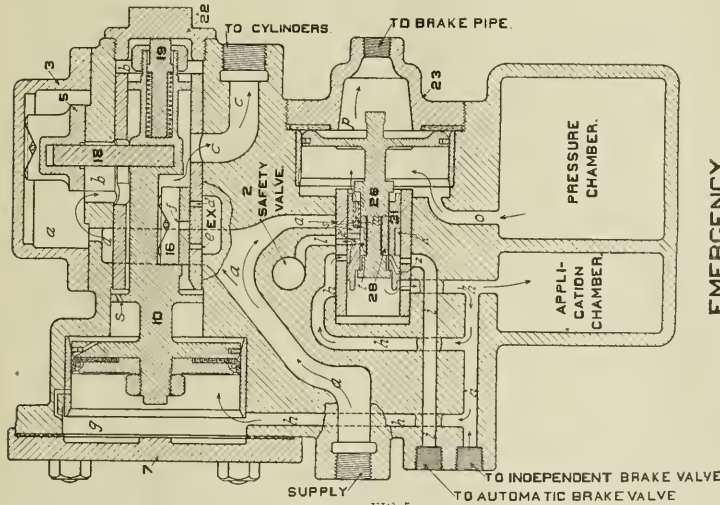 22
TO CYLINDERS.
TO BRAKE PIPE.
3
5
19
b
23
18
c
c
p
a
b
2
SAFETY
VALVE.
PRESSURE
CHAMBER.
16
f
e EX d
a
26
31
o
S
10
28
APPLI-
CATION
CHAMBER.
h
h
a
g
h
h
7
SUPPLY
TO INDEPENDENT BRAKE VALVE
TO AUTOMATIC BRAKE VALVE
EMERGENCY